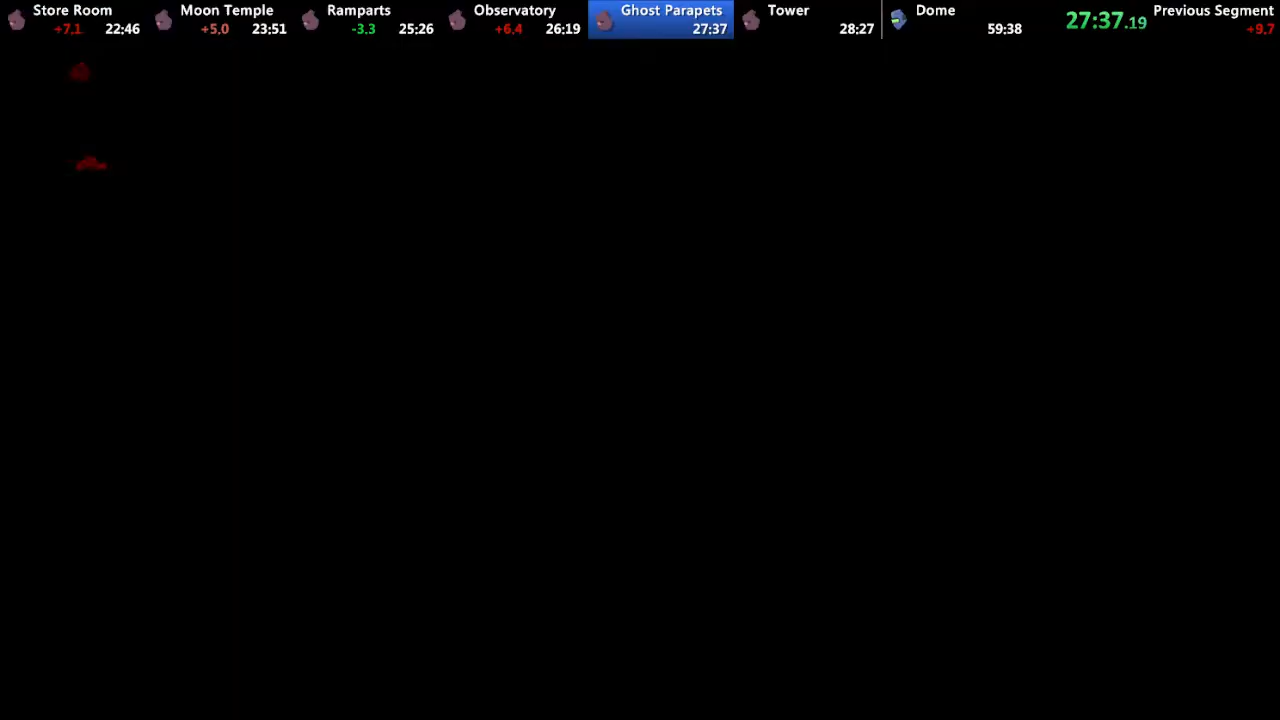 Store Room
+7.1 22:46
Moon Temple
+5.0 23:51
Ramparts
-3.3 25:26
Observatory
+6.4 26:19
Ghost Parapets
27:37
Tower
28:27
Dome
59:38
27:37.19
Previous Segment
+9.7